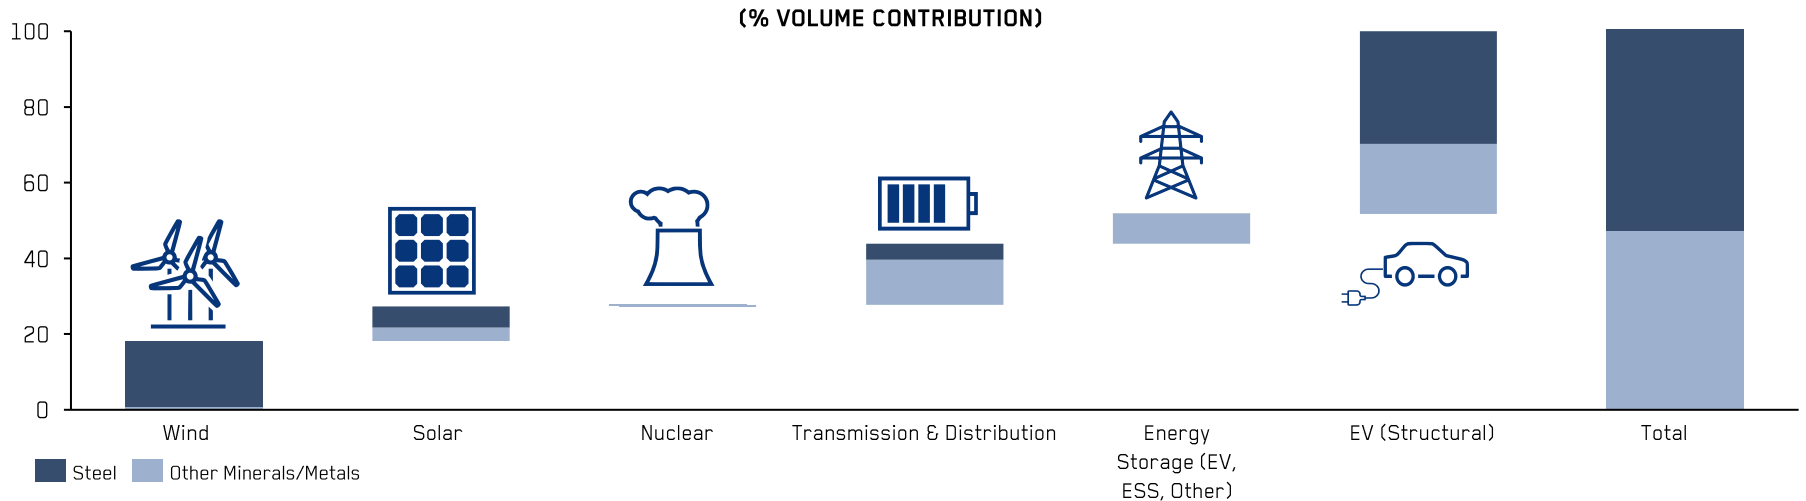 (% VOLUME CONTRIBUTION)
100
80
60
40
20
0
Wind
Solar
Nuclear
Transmission & Distribution
Energy
Storage (EV,
ESS, Other)
EV (Structural)
Total
Steel
Other Minerals/Metals